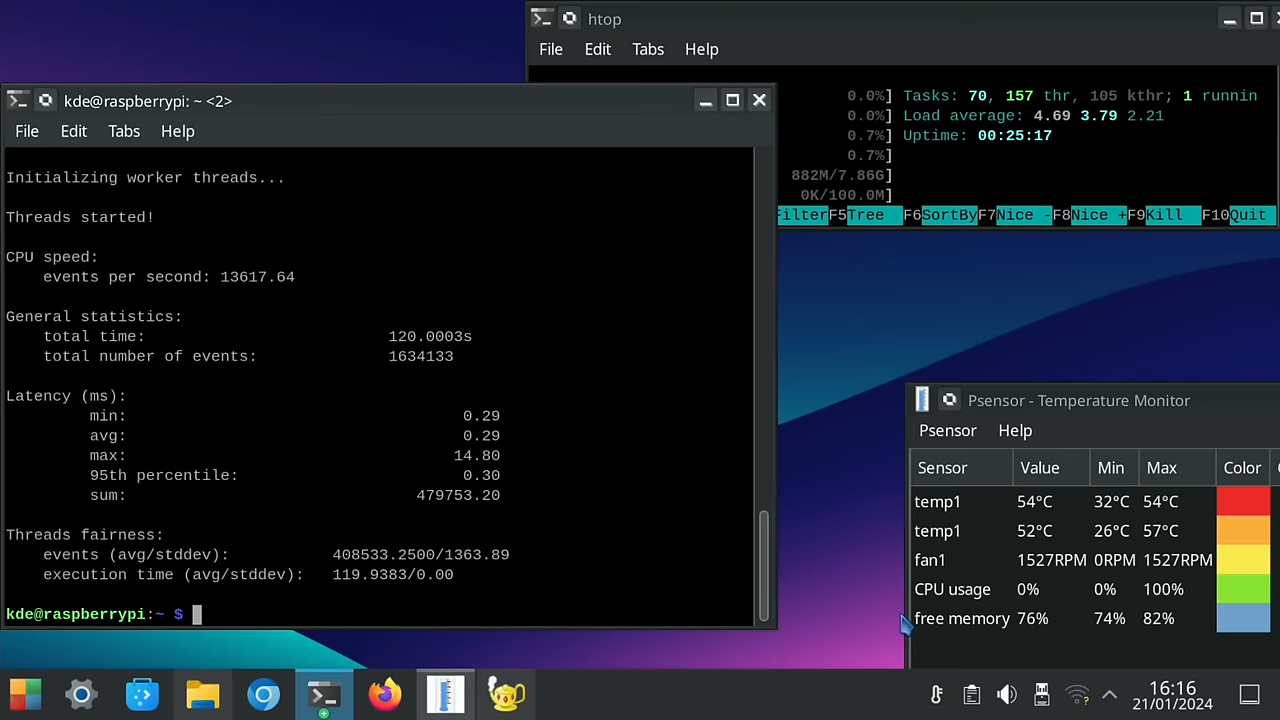 htop
File Edit Tabs Help
0.0%] Tasks: 70, 157 thr, 105 kthr; 1 runnin
0.0%] Load average: 4.69 3.79 2.21
0.7%] Uptime: 00:25:17
0.7%]
882M/7.86G]
0K/100.0M]
FilterF5Tree F6SortByF7Nice -F8Nice +F9Kill F10Quit
kde@raspberrypi: ~ <2>
File Edit Tabs Help
Initializing worker threads...
Threads started!
CPU speed:
events per second: 13617.64
General statistics:
total time: 120.0003s
total number of events: 1634133
Latency (ms):
min: 0.29
avg: 0.29
max: 14.80
95th percentile: 0.30
sum: 479753.20
Threads fairness:
events (avg/stddev): 408533.2500/1363.89
execution time (avg/stddev): 119.9383/0.00
kde@raspberrypi:~ $
Psensor - Temperature Monitor
Psensor Help
Sensor Value Min Max Color
temp1 54°C 32°C 54°C
temp1 52°C 26°C 57°C
fan1 1527RPM 0RPM 1527RPM
CPU usage 0% 0% 100%
free memory 76% 74% 82%
16:16
21/01/2024